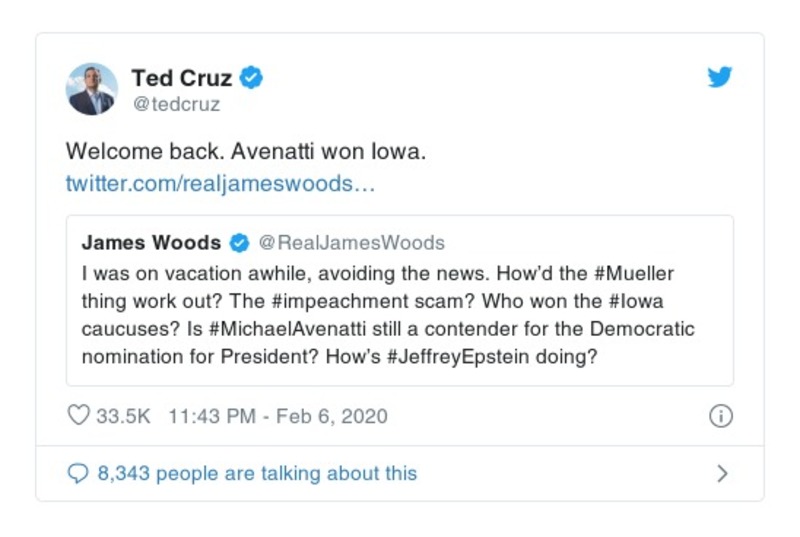 Ted Cruz
@tedcruz
Welcome back. Avenatti won Iowa.
twitter.com/realjameswoods…
James Woods @RealJamesWoods
I was on vacation awhile, avoiding the news. How’d the #Mueller
thing work out? The #impeachment scam? Who won the #Iowa
caucuses? Is #MichaelAvenatti still a contender for the Democratic
nomination for President? How’s #JeffreyEpstein doing?
33.5K 11:43 PM - Feb 6, 2020
8,343 people are talking about this